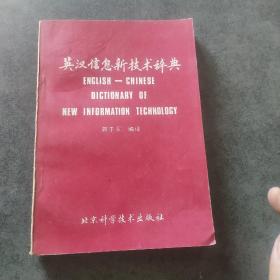 英汉信息新技术辞典
ENGLISH — CHINESE
DICTIONARY OF
NEW INFORMATION TECHNOLOGY
编译
北京科学技术出版社